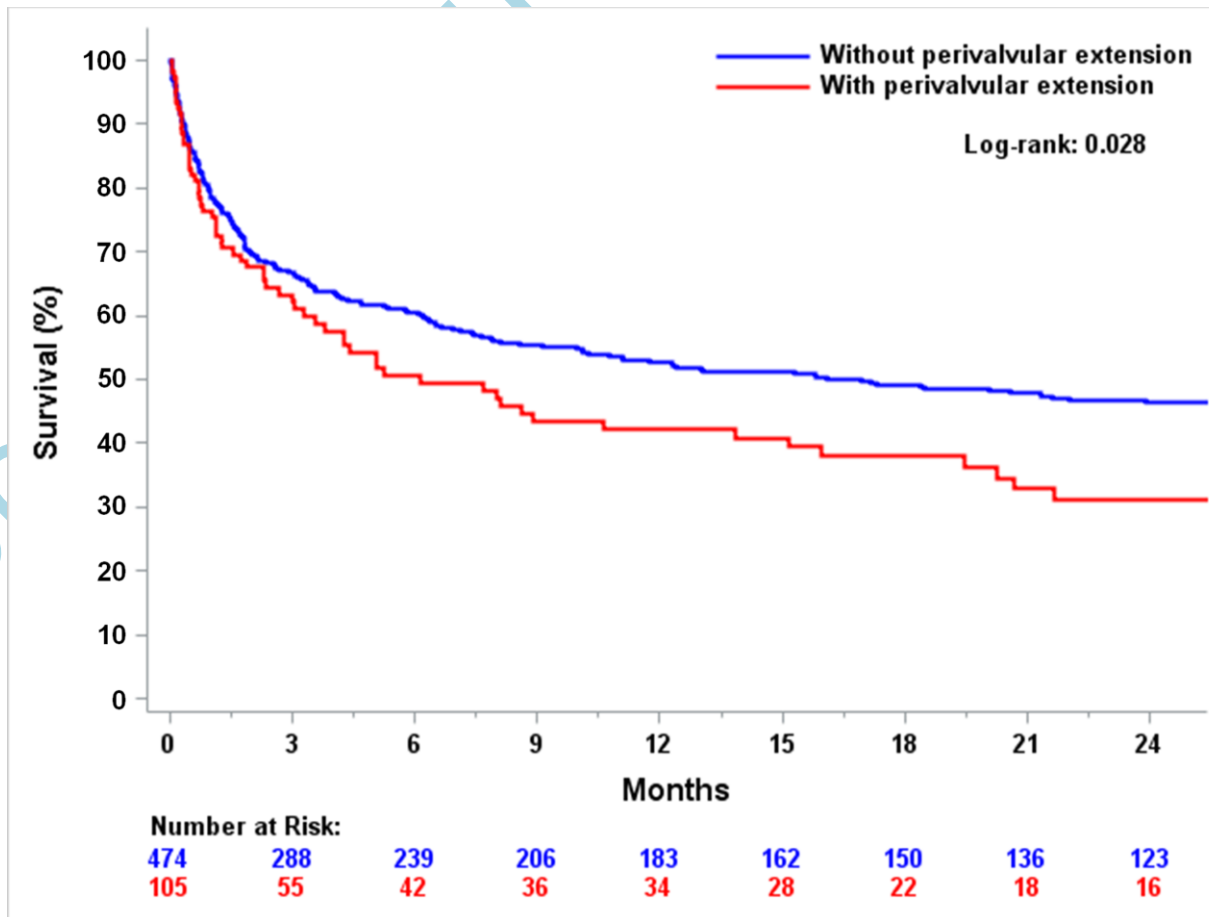 Without perivalvular extension
With perivalvular extension
Log-rank: 0.028
Survival (%)
100
90
80
70
60
50
40
30
20
10
0
0 3 6 9 12 15 18 21 24
Months
Number at Risk:
474 288 239 206 183 162 150 136 123
105 55 42 36 34 28 22 18 16